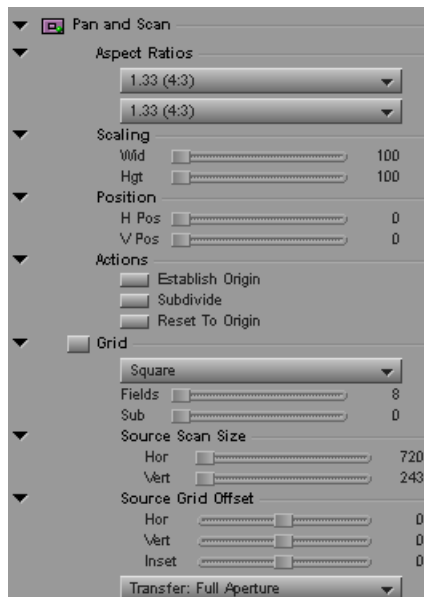 Pan and Scan
Aspect Ratios
1.33 (4:3)
1.33 (4:3)
Scaling
Wid 100
Hgt 100
Position
H Pos 0
V Pos 0
Actions
Establish Origin
Subdivide
Reset To Origin
Grid
Square
Fields 8
Sub 0
Source Scan Size
Hor 720
Vert 243
Source Grid Offset
Hor 0
Vert 0
Inset 0
Transfer: Full Aperture